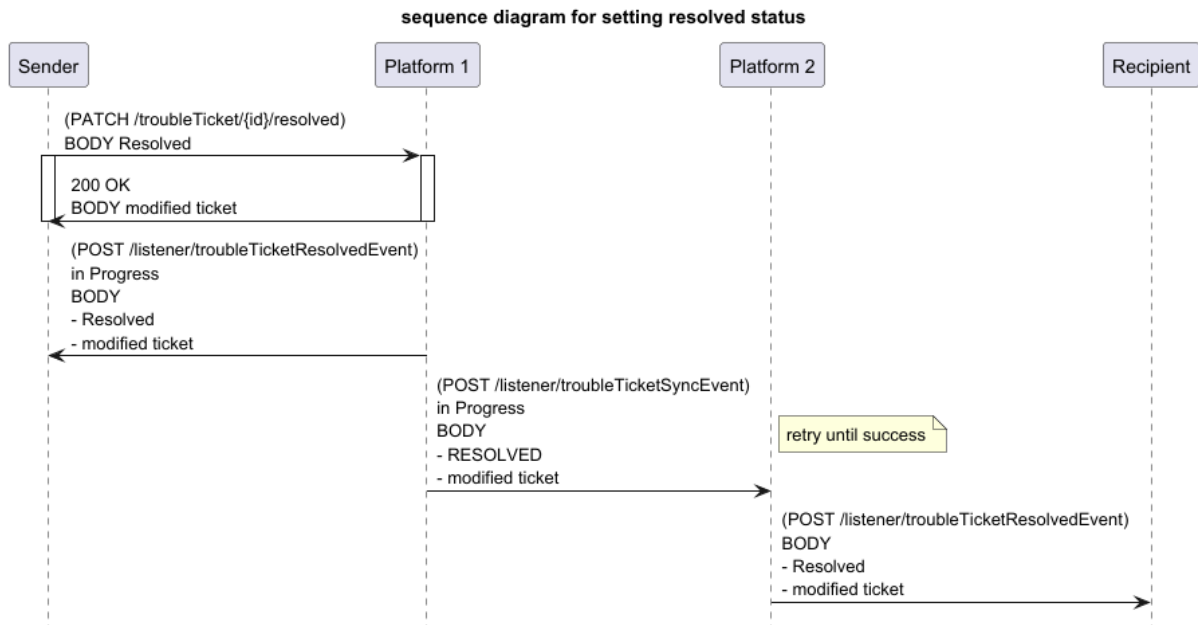 sequence diagram for setting resolved status
Sender
Platform 1
Platform 2
Recipient
(PATCH /troubleTicket/{id}/resolved)
BODY Resolved
200 OK
BODY modified ticket
(POST /listener/troubleTicketResolvedEvent)
in Progress
BODY
- Resolved
- modified ticket
(POST /listener/troubleTicketSyncEvent)
in Progress
BODY
- RESOLVED
- modified ticket
retry until success
(POST /listener/troubleTicketResolvedEvent)
BODY
- Resolved
- modified ticket